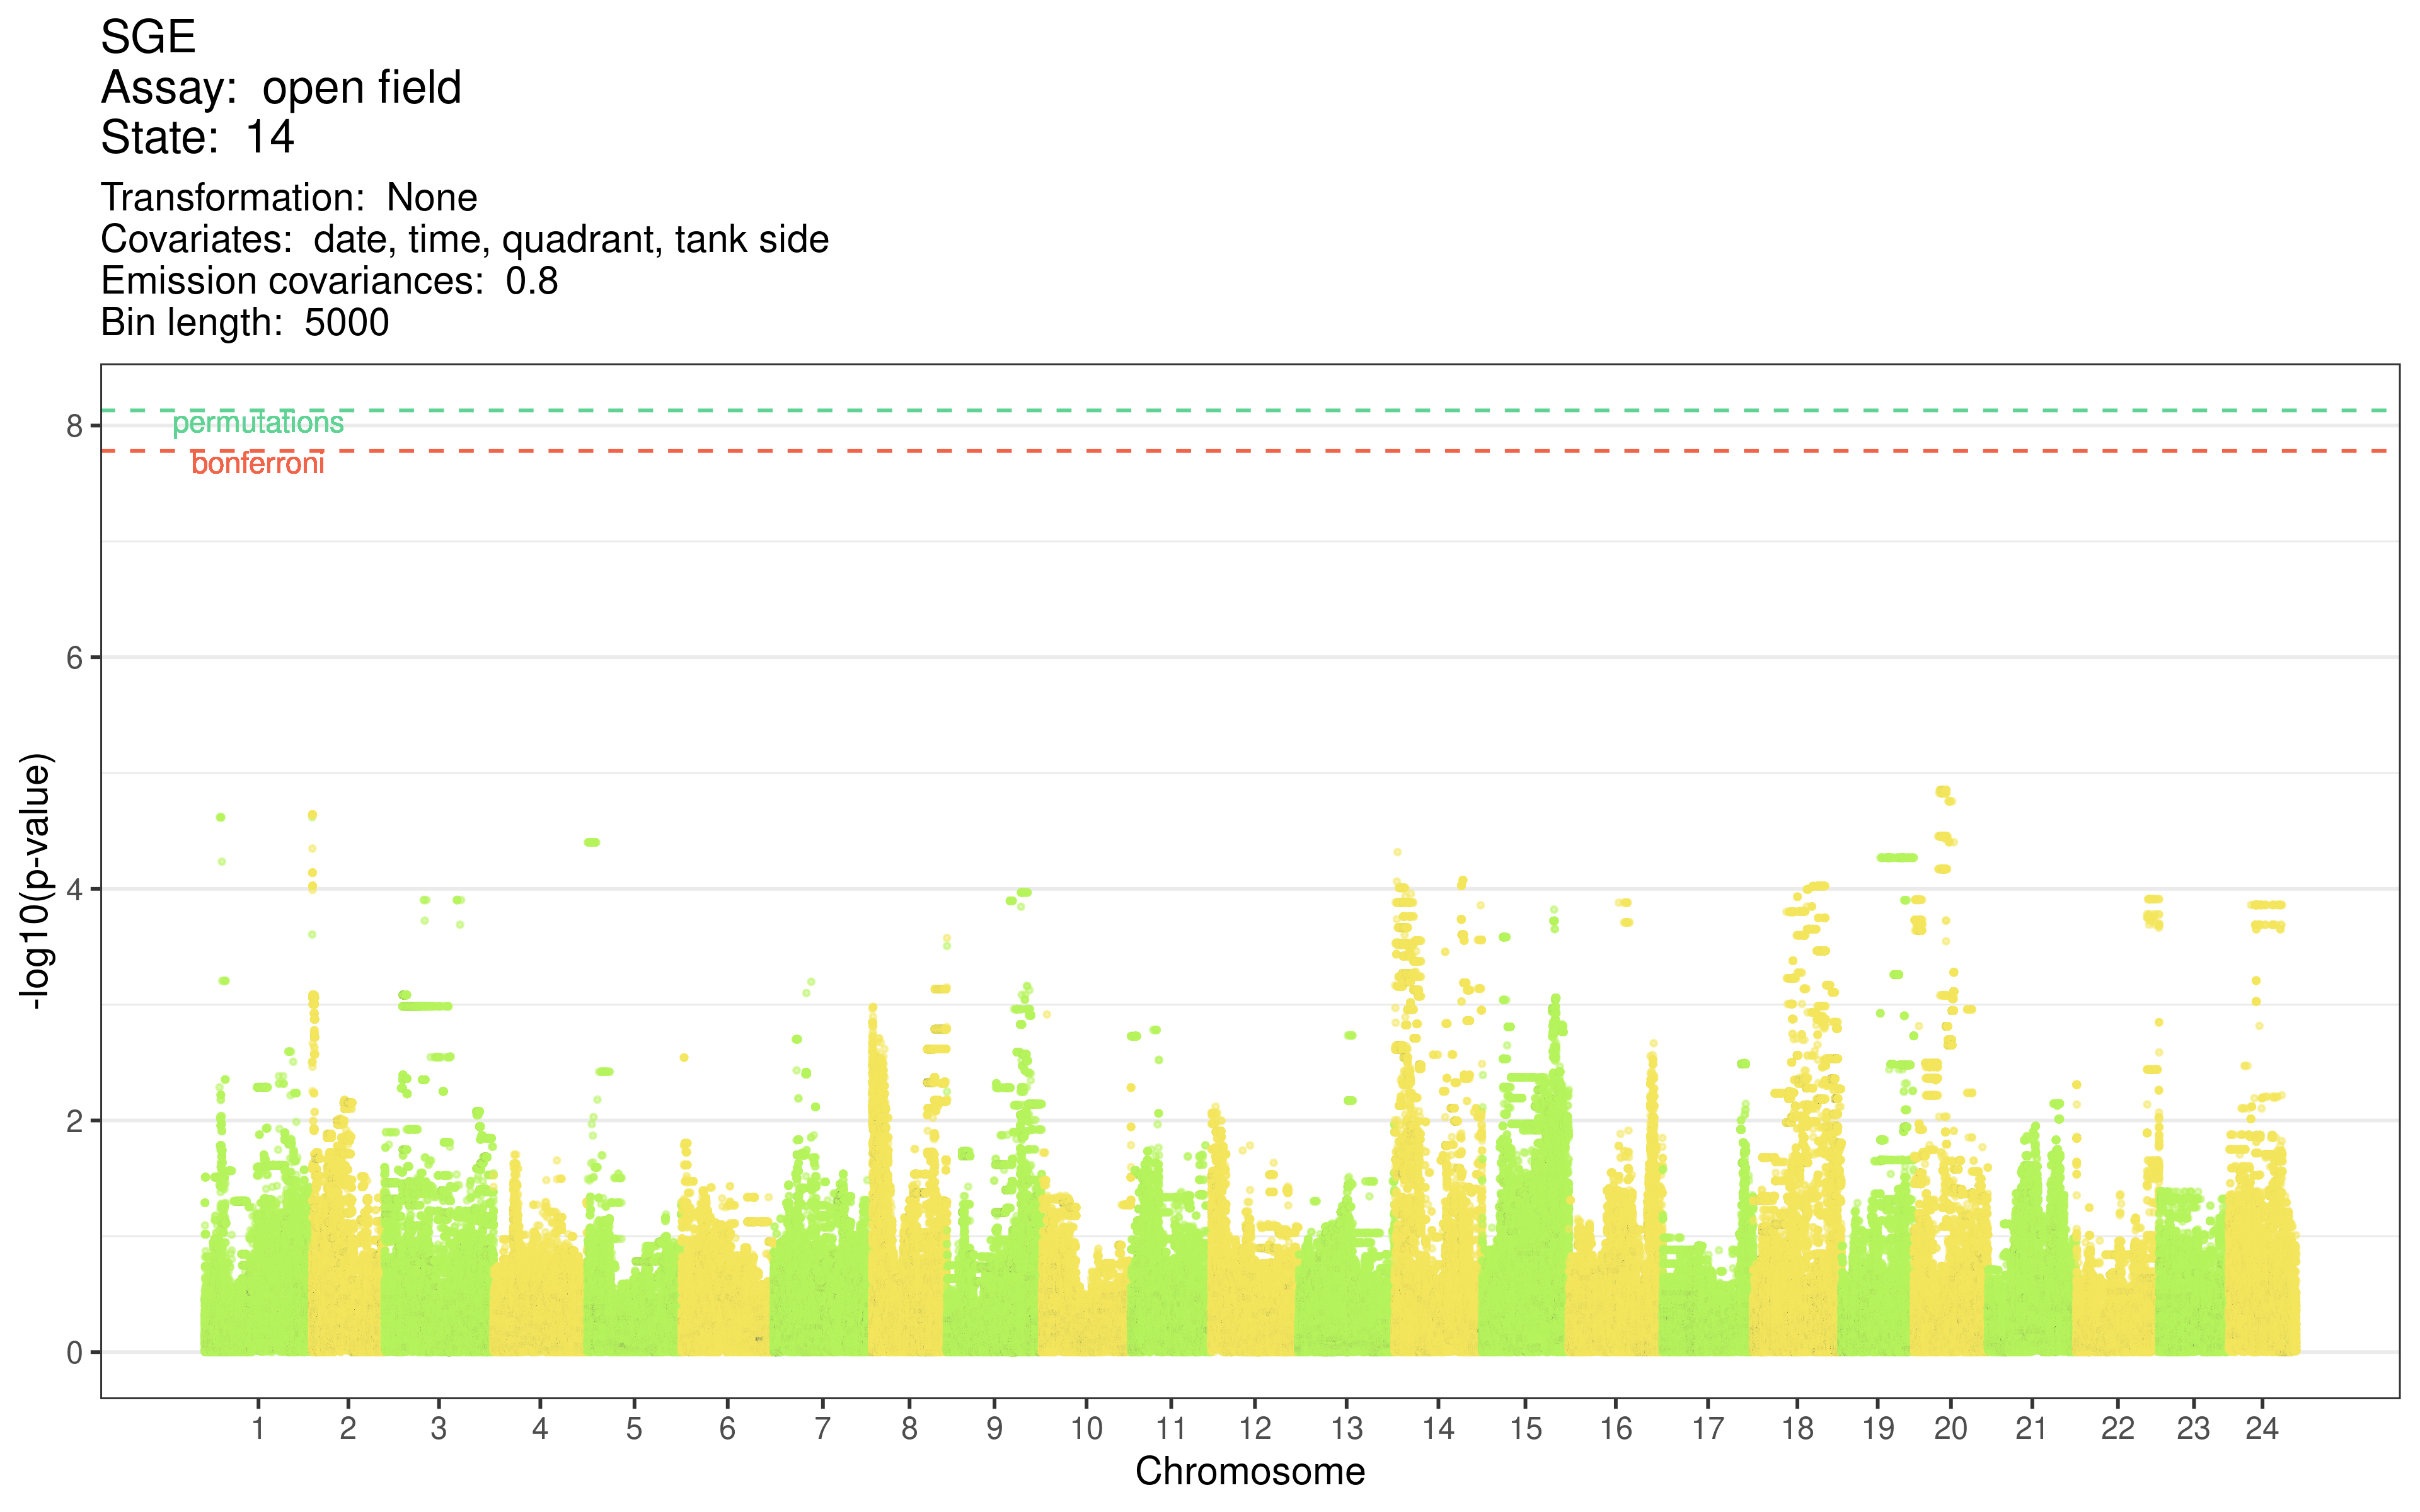 SGE
Assay:  open field
State:  14
Transformation:  None
Covariates:  date, time, quadrant, tank side
Emission covariances:  0.8
Bin length:  5000
permutations
bonferroni
8
6
4
2
0
-log10(p-value)
1 2 3 4 5 6 7 8 9 10 11 12 13 14 15 16 17 18 19 20 21 22 23 24
Chromosome